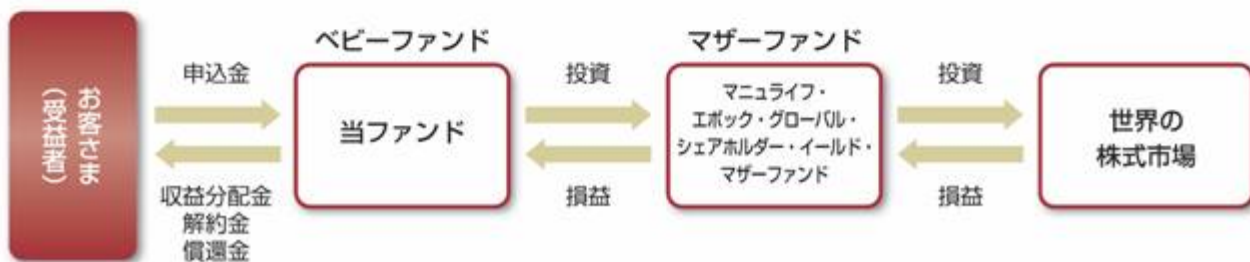 お客さま
（受益者）
申込金
収益分配金
解約金
償還金
ベビーファンド
当ファンド
投資
損益
マザーファンド
マニュライフ・
エポック・グローバル・
シェアホルダー・イールド・
マザーファンド
投資
損益
世界の
株式市場